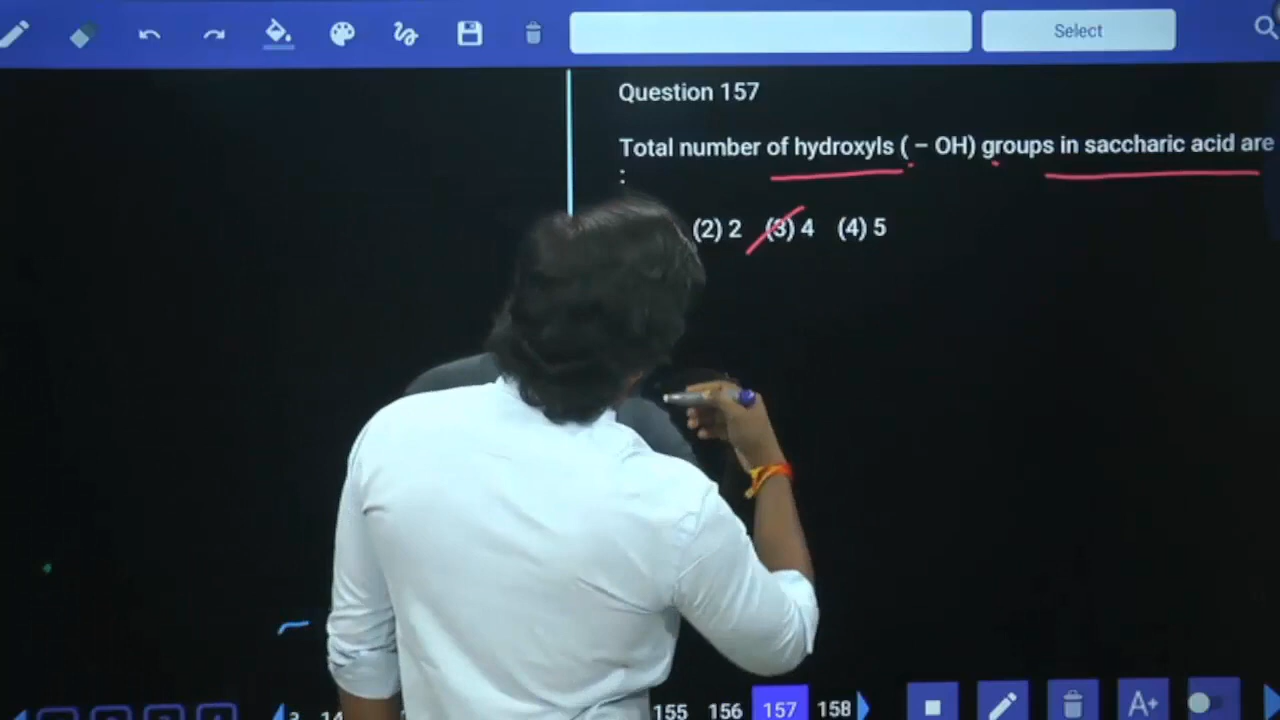 Select
Question 157
Total number of hydroxyls ( – OH) groups in saccharic acid are
:
(2) 2 (3) 4 (4) 5
155 156 157 158
A+